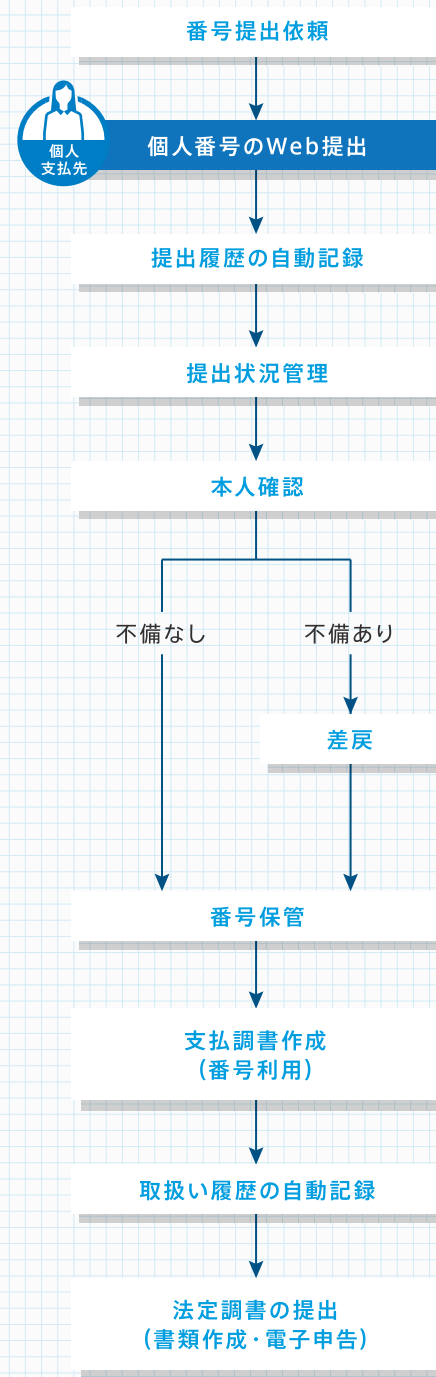 番号提出依頼
個人
支払先
個人番号のWeb提出
提出履歴の自動記録
提出状況管理
本人確認
不備なし
不備あり
差戻
番号保管
支払調書作成
(番号利用)
取扱い履歴の自動記録
法定調書の提出
(書類作成・電子申告)